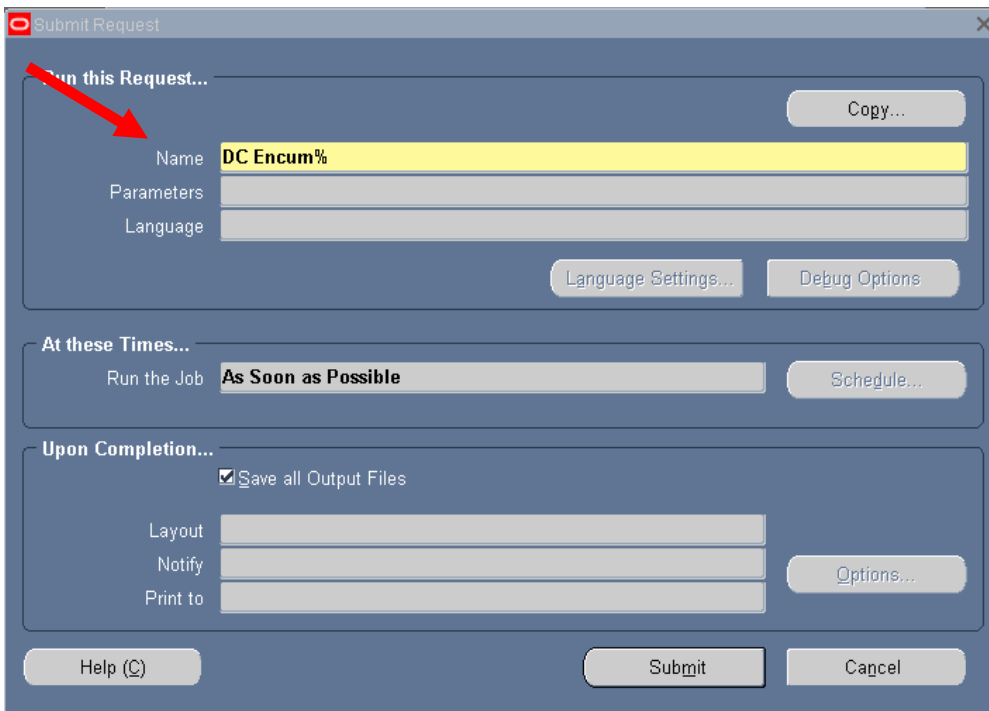 Submit Request
Run this Request...
Copy...
Name DC Encum%
Parameters
Language
Language Settings... Debug Options
At these Times...
Run the Job As Soon as Possible Schedule...
Upon Completion...
Save all Output Files
Layout
Notify
Options...
Print to
Help (C) Submit Cancel